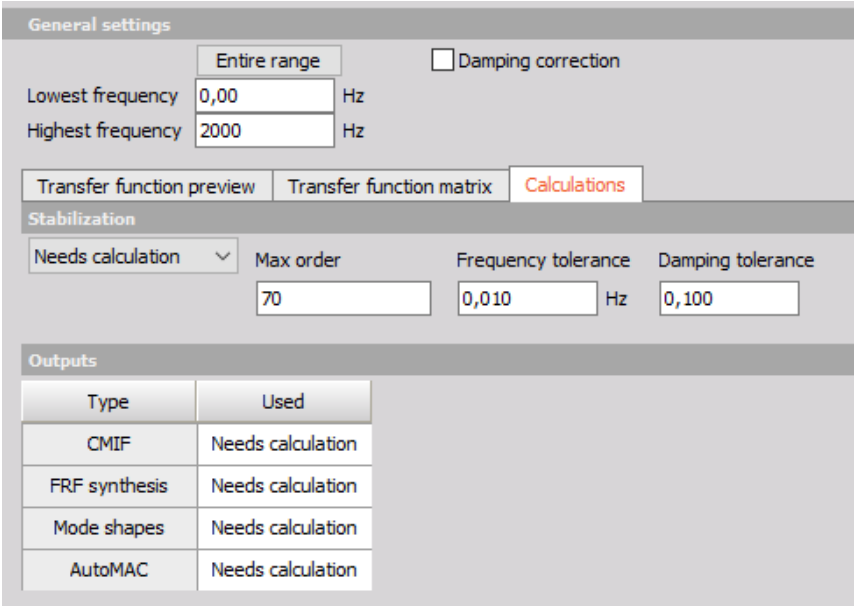 General settings
Entire range Damping correction
Lowest frequency 0,00 Hz
Highest frequency 2000 Hz
Transfer function preview Transfer function matrix Calculations
Stabilization
Needs calculation Max order Frequency tolerance Damping tolerance
70 0,010 Hz 0,100
Outputs
Type Used
CMIF Needs calculation
FRF synthesis Needs calculation
Mode shapes Needs calculation
AutoMAC Needs calculation